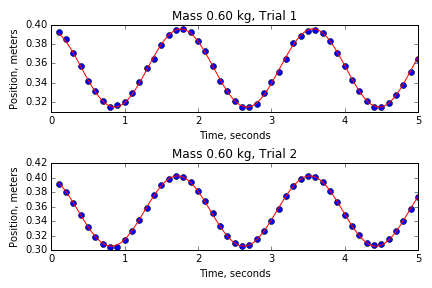 Mass 0.60 kg, Trial 1
0.40
0.38
0.36
0.34
0.32
Position, meters
0 1 2 3 4 5
Time, seconds
Mass 0.60 kg, Trial 2
0.42
0.40
0.38
0.36
0.34
0.32
0.30
Position, meters
0 1 2 3 4 5
Time, seconds